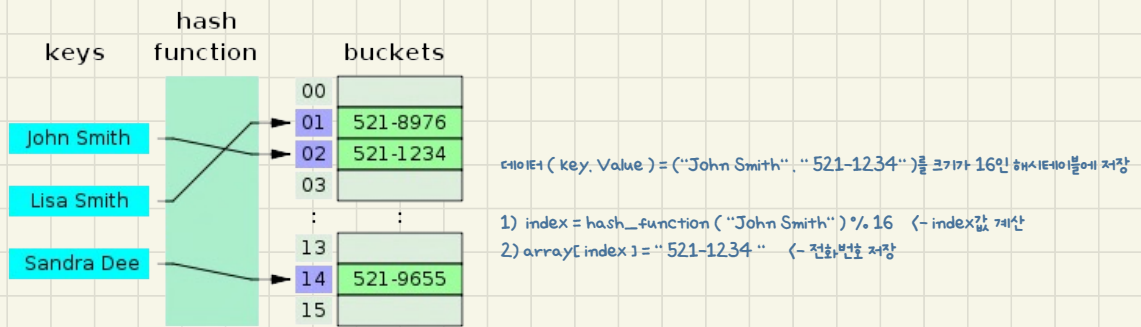 hash
function
keys
buckets
00
01 521-8976
John Smith
02 521-1234
데이터 ( key, Value ) = ("John Smith", "521-1234")를 크기가 16인 해시테이블에 저장
03
Lisa Smith
: :
1) index = hash_function ("John Smith") % 16 <- index값 계산
13
2) array[index] = "521-1234" <- 전화번호 저장
Sandra Dee
14 521-9655
15